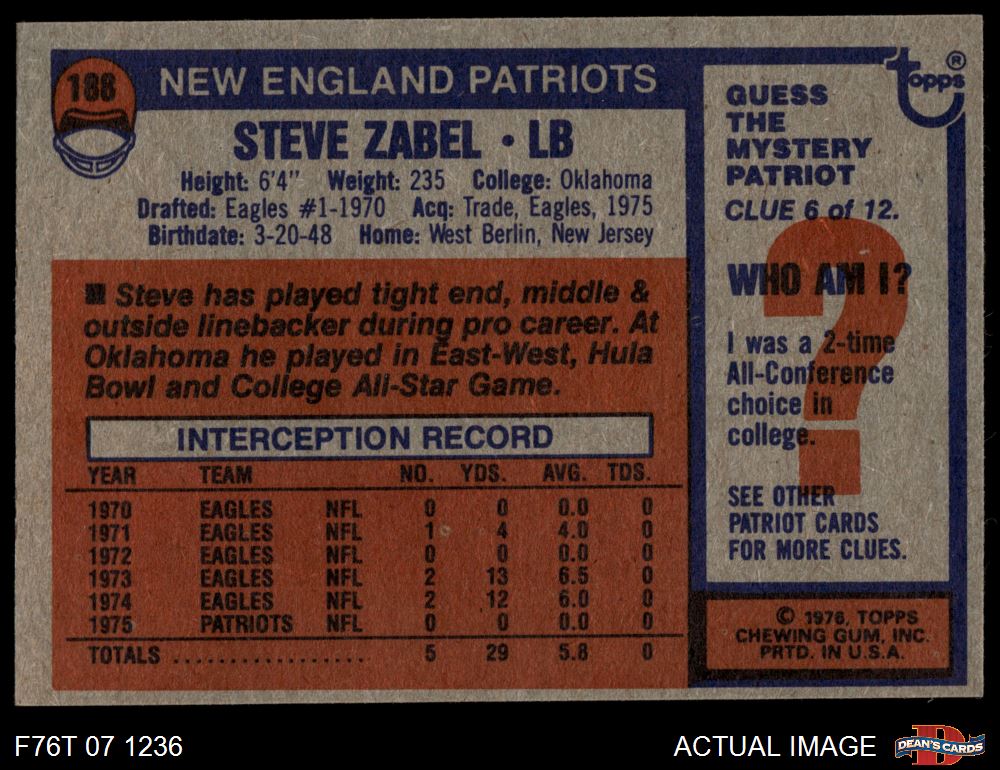 188
NEW ENGLAND PATRIOTS
STEVE ZABEL • LB
Height: 6'4" Weight: 235 College: Oklahoma
Drafted: Eagles #1-1970 Acq: Trade, Eagles, 1975
Birthdate: 3-20-48 Home: West Berlin, New Jersey
■ Steve has played tight end, middle &
outside linebacker during pro career. At
Oklahoma he played in East-West, Hula
Bowl and College All-Star Game.
INTERCEPTION RECORD
YEAR TEAM NO. YDS. AVG. TDS.
1970 EAGLES NFL 0 0 0.0 0
1971 EAGLES NFL 1 4 4.0 0
1972 EAGLES NFL 0 0 0.0 0
1973 EAGLES NFL 2 13 6.5 0
1974 EAGLES NFL 2 12 6.0 0
1975 PATRIOTS NFL 0 0 0.0 0
TOTALS .................. 5 29 5.8 0
topps ®
GUESS
THE
MYSTERY
PATRIOT
CLUE 6 of 12.
?
WHO AM I?
I was a 2-time
All-Conference
choice in
college.
SEE OTHER
PATRIOT CARDS
FOR MORE CLUES.
© 1976, TOPPS
CHEWING GUM, INC.
PRTD. IN U.S.A.
F76T 07 1236
ACTUAL IMAGE
D
DEAN'S CARDS